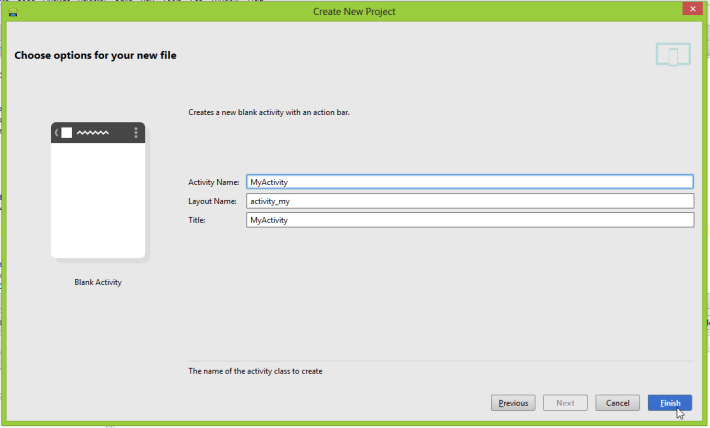 Create New Project
Choose options for your new file
Creates a new blank activity with an action bar.
Activity Name: MyActivity
Layout Name: activity_my
Title: MyActivity
Blank Activity
The name of the activity class to create
Previous Next Cancel Finish